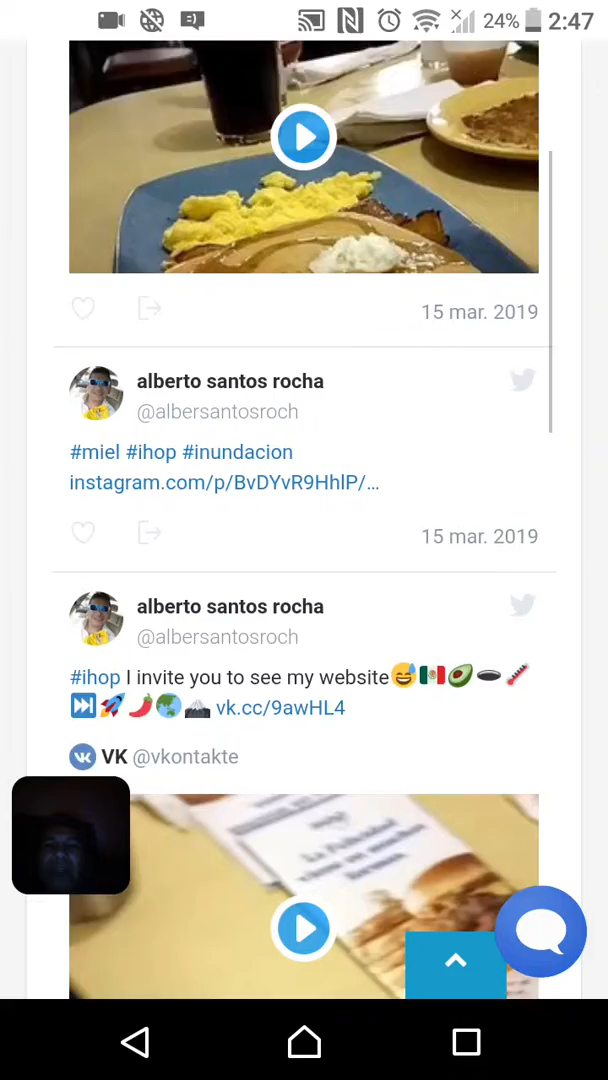 24% 2:47
15 mar. 2019
alberto santos rocha
@albersantosroch
#miel #ihop #inundacion
instagram.com/p/BvDYvR9HhlP/…
15 mar. 2019
alberto santos rocha
@albersantosroch
#ihop I invite you to see my website😅🇲🇽🥑🕳️🌡️
⏭️🚀🌶️🌏🏔️ vk.cc/9awHL4
VK @vkontakte